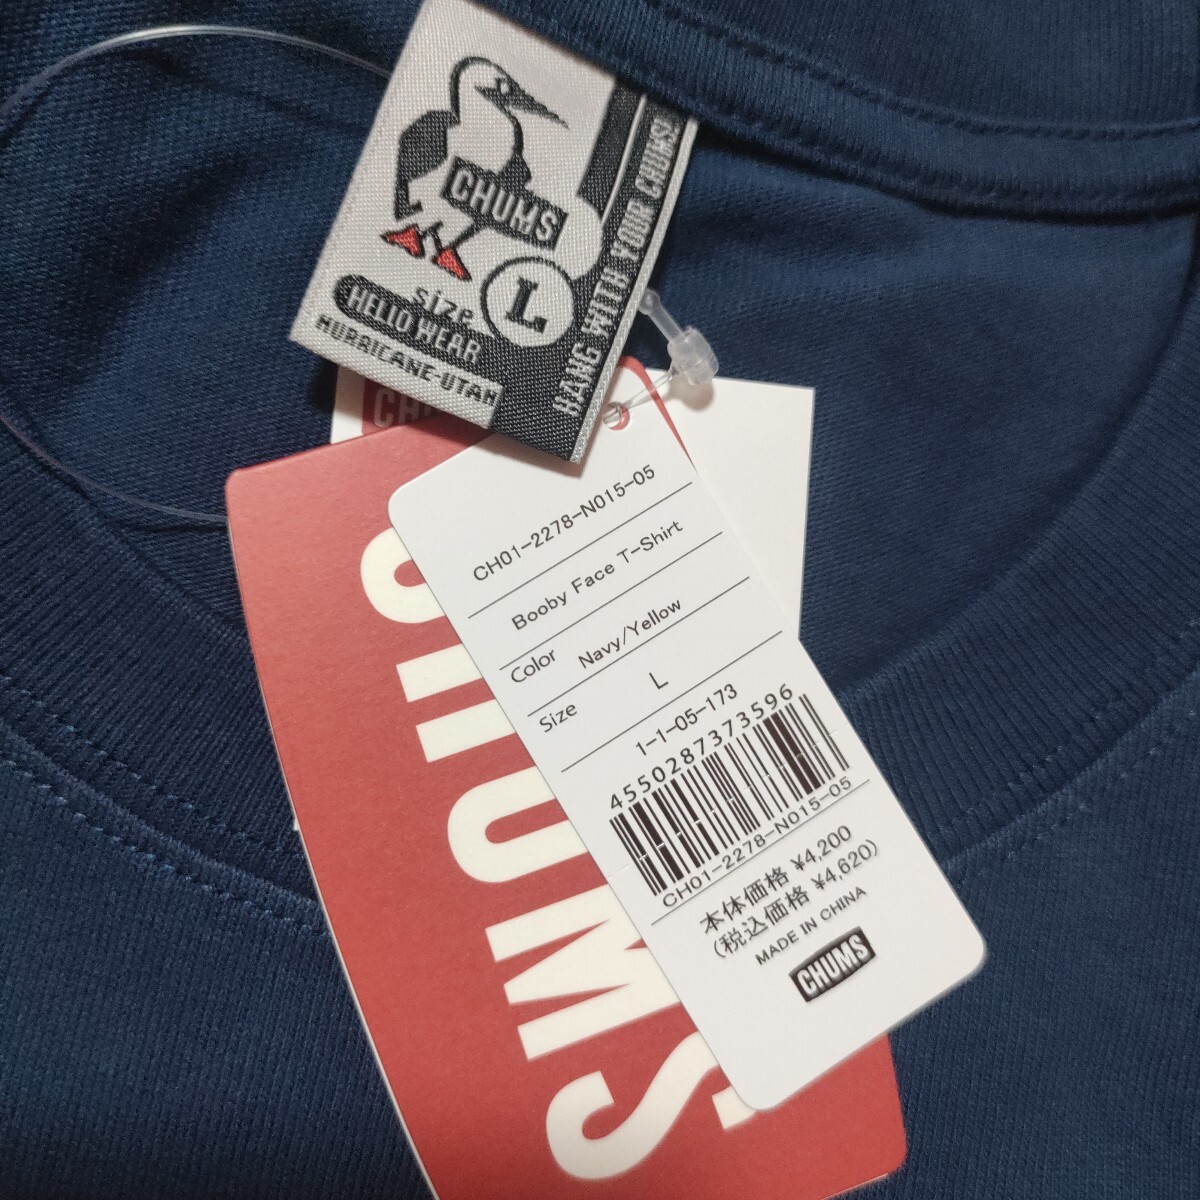 CHUMS
size L
HELIO WEAR
HURRICANE-UTAH
HANG WITH YOUR CHUMS!
CHUMS
CH01-2278-N015-05
Booby Face T-Shirt
Color Navy/Yellow
Size L
1-1-05-173
4550287373596
CH01-2278-N015-05
本体価格 ¥4,200
(税込価格 ¥4,620)
MADE IN CHINA
CHUMS
CHUMS